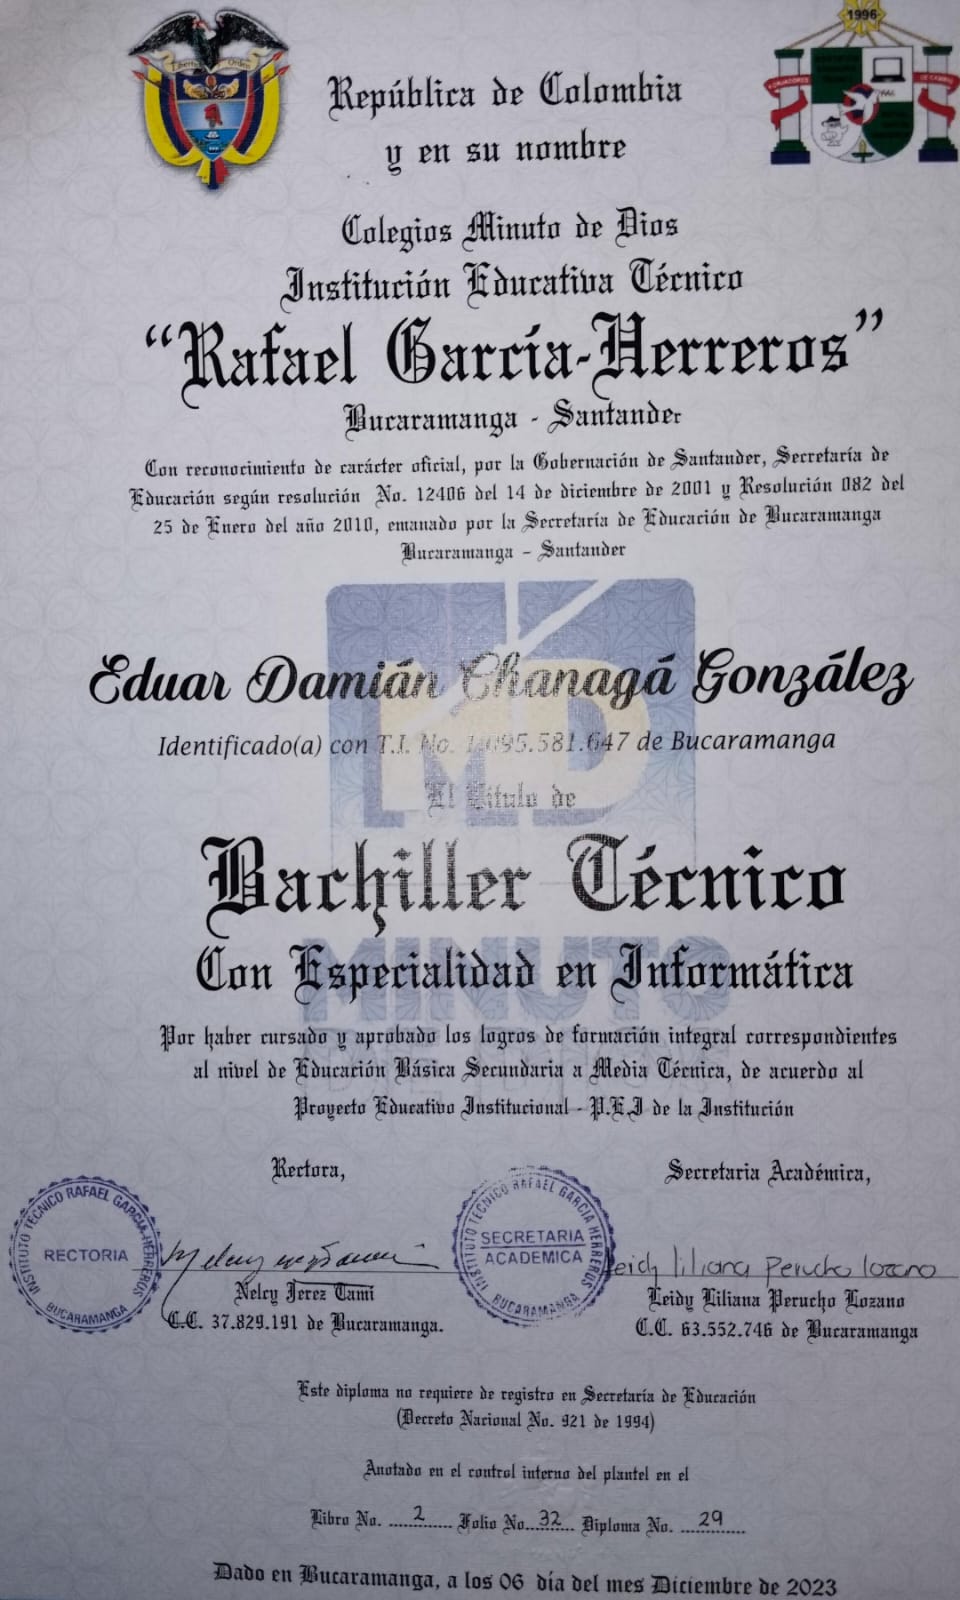 Libertad y Orden
1996
FORJADORES
DE CAMBIO
República de Colombia
y en su nombre
Colegios Minuto de Dios
Institución Educativa Técnico
“Rafael García-Herreros”
Bucaramanga - Santander
Con reconocimiento de carácter oficial, por la Gobernación de Santander, Secretaría de
Educación según resolución No. 12406 del 14 de diciembre de 2001 y Resolución 082 del
25 de Enero del año 2010, emanado por la Secretaría de Educación de Bucaramanga
Bucaramanga - Santander
Eduar Damián Chanagá González
Identificado(a) con T.I. No. 1.095.581.647 de Bucaramanga
El Título de
Bachiller Técnico
Con Especialidad en Informática
MD
MINUTO
DE DIOS
Por haber cursado y aprobado los logros de formación integral correspondientes
al nivel de Educación Básica Secundaria a Media Técnica, de acuerdo al
Proyecto Educativo Institucional - P.E.I de la Institución
Rectora,
INSTITUTO TECNICO RAFAEL GARCIA-HERREROS
RECTORIA
BUCARAMANGA
Nelcy Jerez Tami
C.C. 37.829.191 de Bucaramanga.
Secretaria Académica,
INSTITUTO TECNICO RAFAEL GARCIA HERREROS
SECRETARIA
ACADEMICA
BUCARAMANGA
Leidy liliana Perucho lozano
Leidy Liliana Perucho Lozano
C.C. 63.552.746 de Bucaramanga
Este diploma no requiere de registro en Secretaría de Educación
(Decreto Nacional No. 921 de 1994)
Anotado en el control interno del plantel en el
Libro No. 2 Folio No. 32 Diploma No. 29
Dado en Bucaramanga, a los 06 día del mes Diciembre de 2023